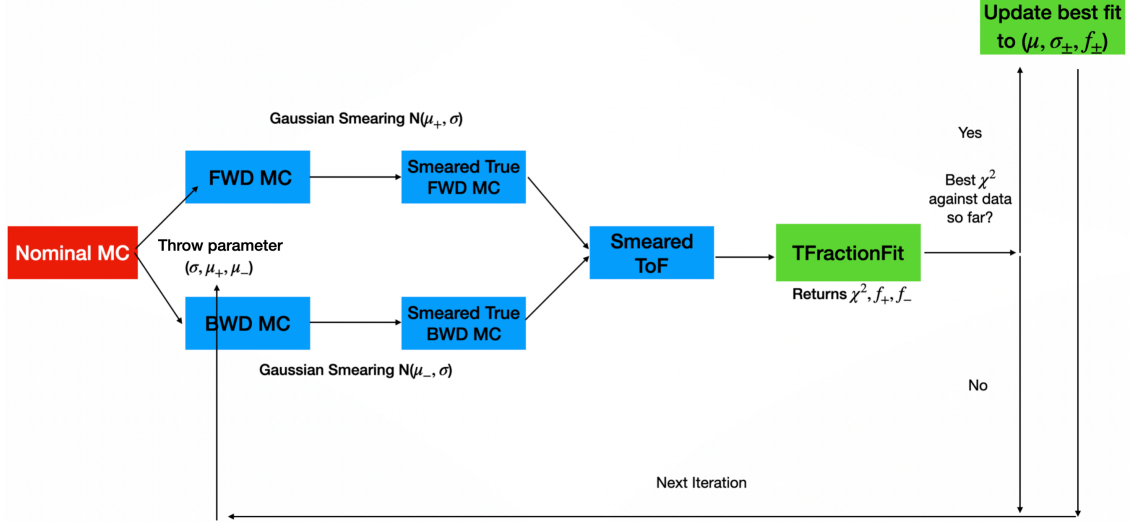 Update best fit
to (μ, σ±, f±)
Gaussian Smearing N(μ₊, σ)
Yes
FWD MC
Smeared True
FWD MC
Best χ²
against data
so far?
Nominal MC
Throw parameter
(σ, μ₊, μ₋)
Smeared
ToF
TFractionFit
Returns χ², f₊, f₋
BWD MC
Smeared True
BWD MC
Gaussian Smearing N(μ₋, σ)
No
Next Iteration